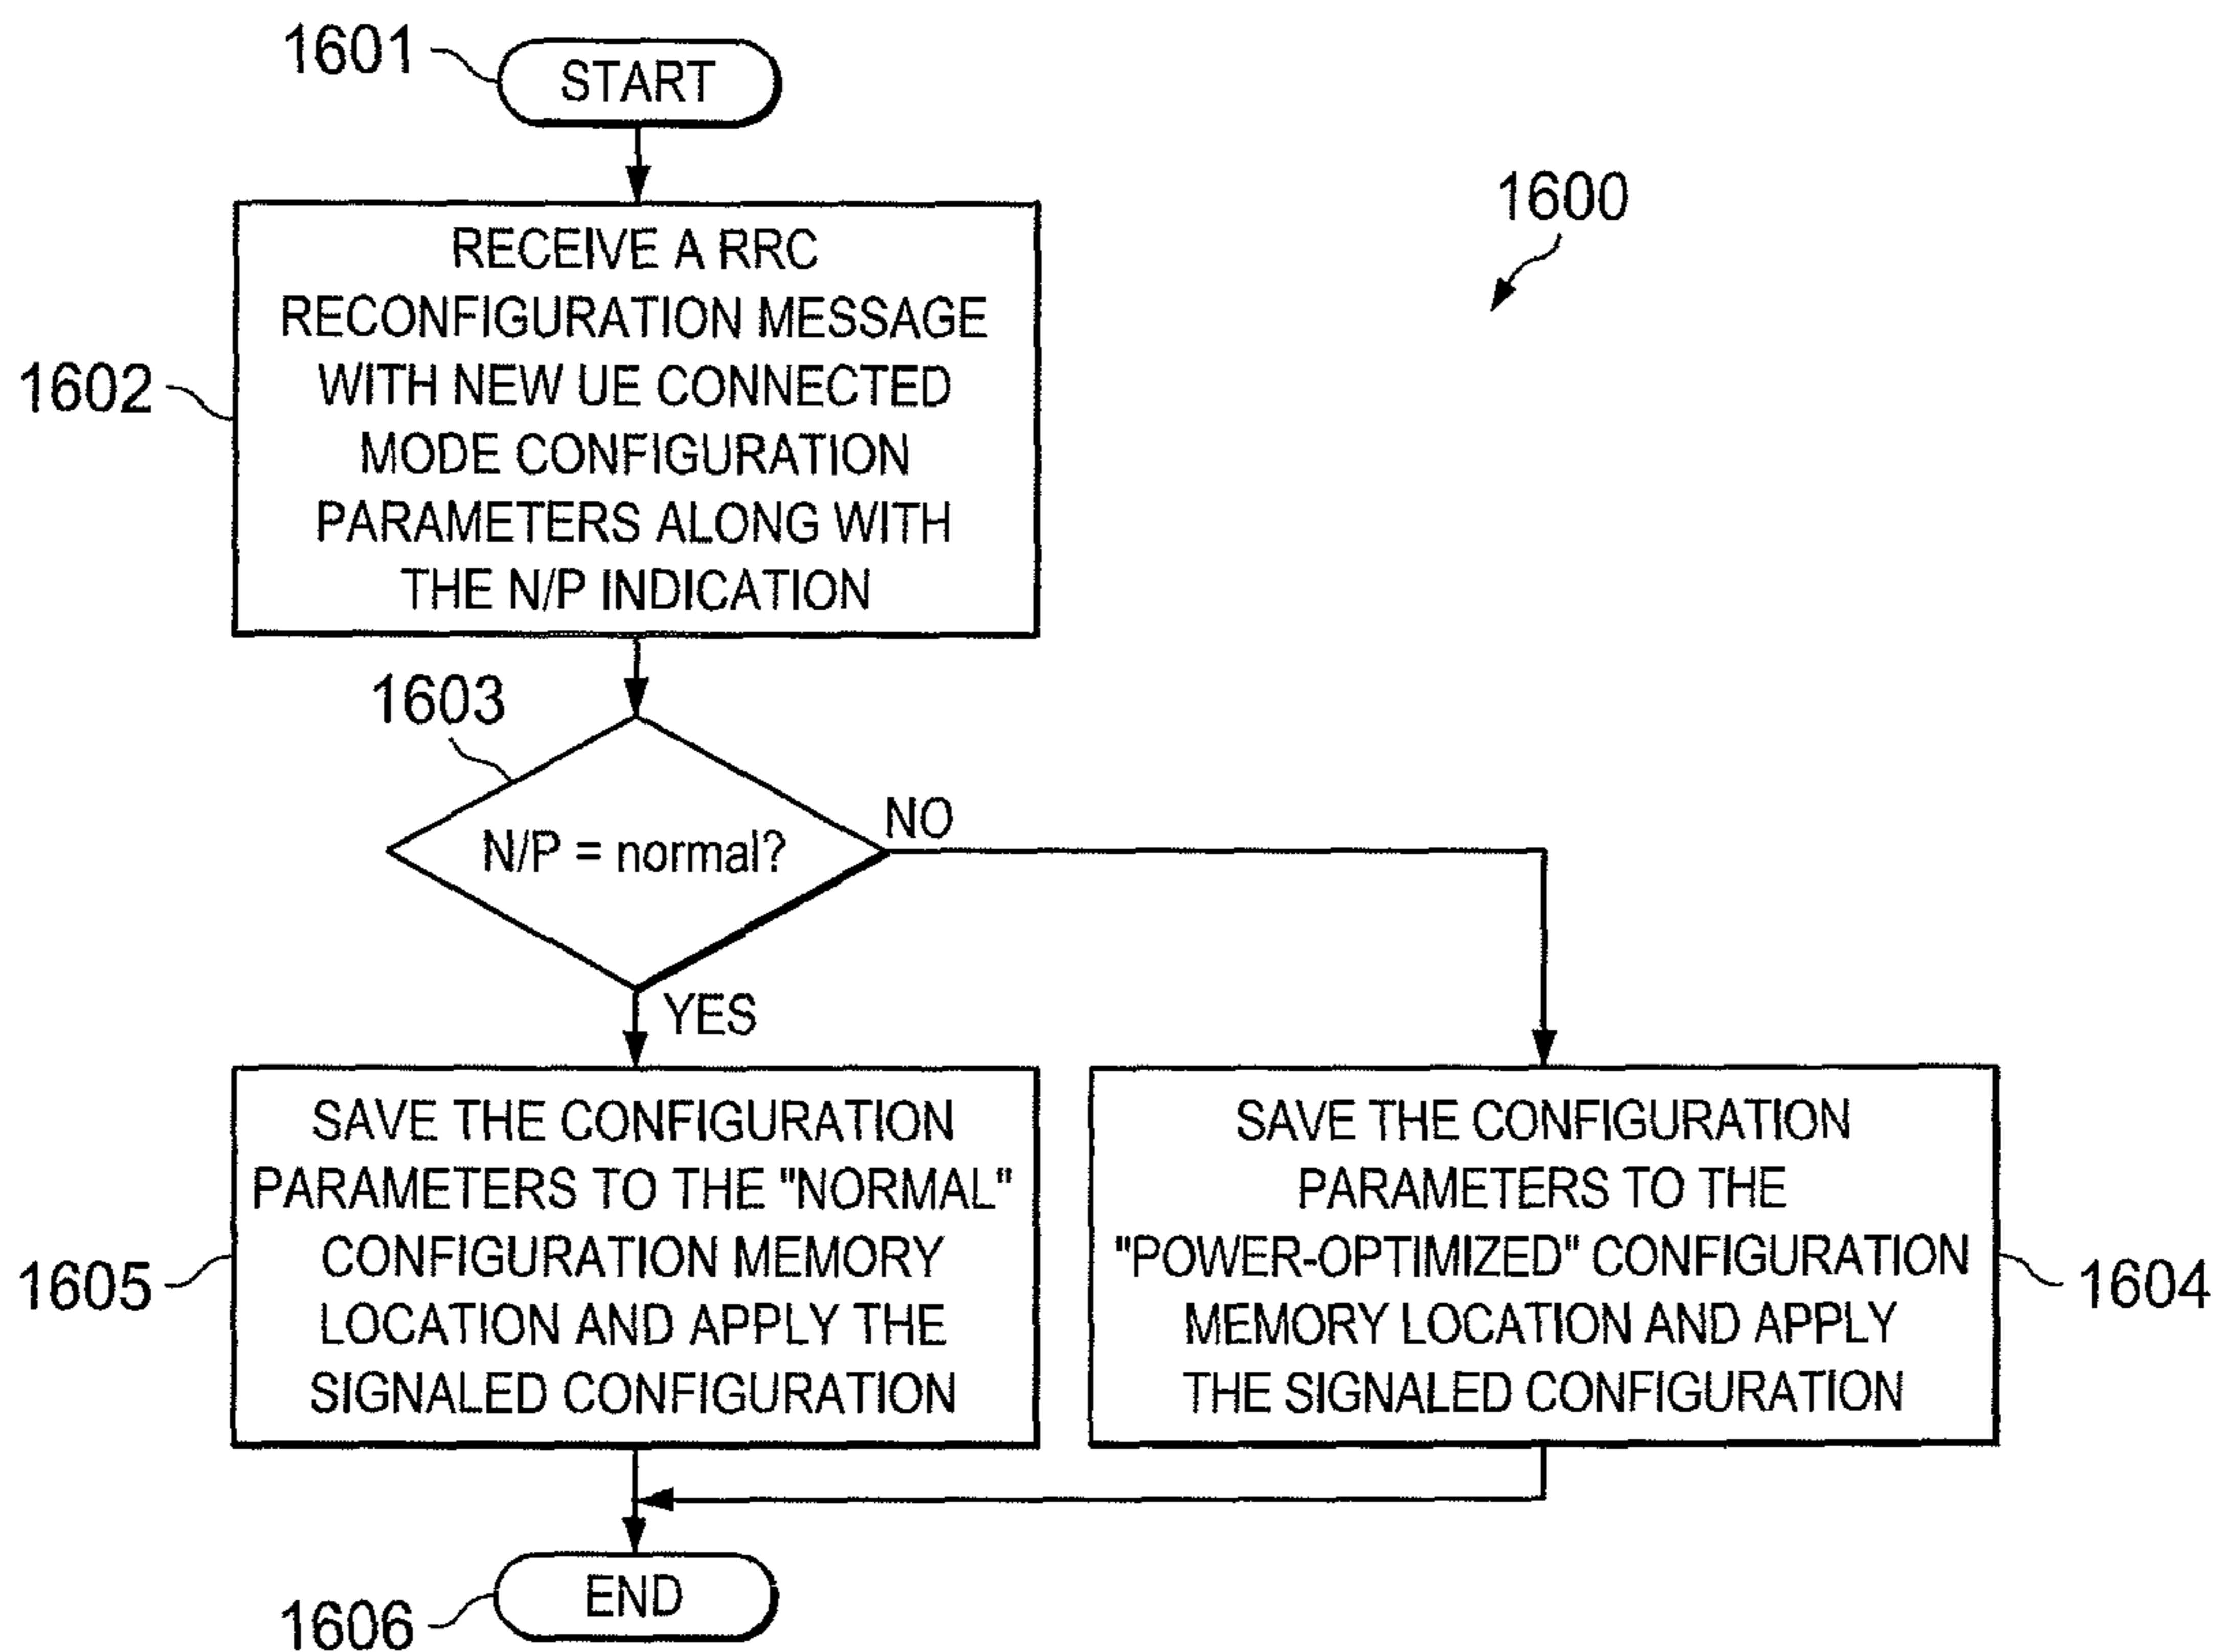 1601
START
1600
RECEIVE A RRC
RECONFIGURATION MESSAGE
WITH NEW UE CONNECTED
MODE CONFIGURATION
PARAMETERS ALONG WITH
THE N/P INDICATION
1602
1603
N/P = normal?
NO
YES
SAVE THE CONFIGURATION
PARAMETERS TO THE "NORMAL"
CONFIGURATION MEMORY
LOCATION AND APPLY THE
SIGNALED CONFIGURATION
1605
SAVE THE CONFIGURATION
PARAMETERS TO THE
"POWER-OPTIMIZED" CONFIGURATION
MEMORY LOCATION AND APPLY
THE SIGNALED CONFIGURATION
1604
END
1606